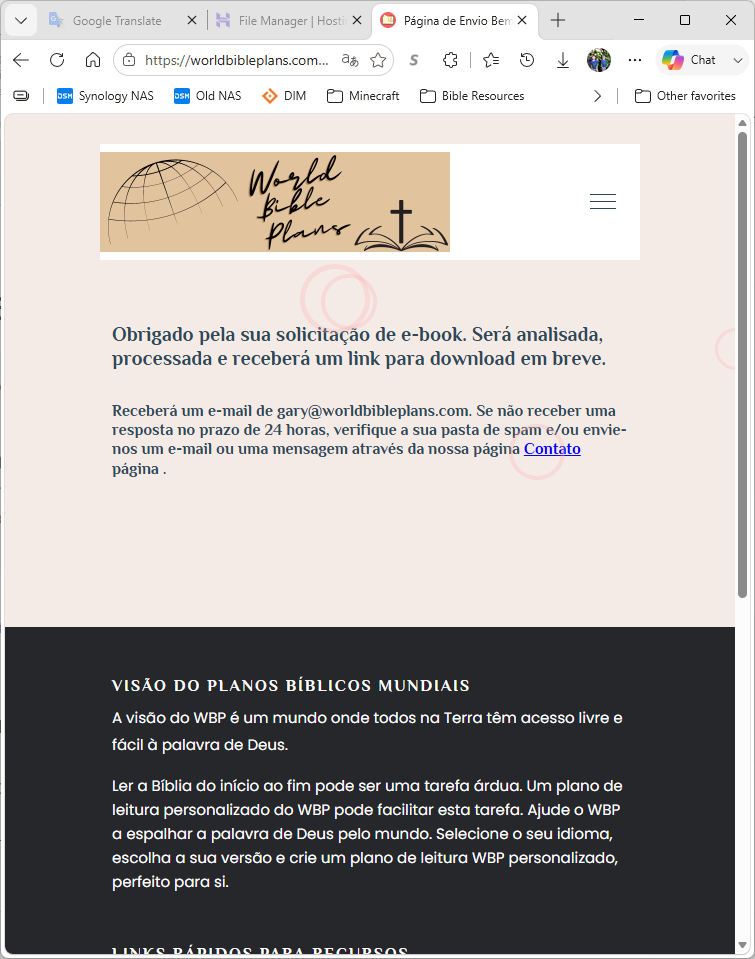 Google Translate
File Manager | Hosti
Página de Envio Bem
https://worldbibleplans.com...
Chat
Synology NAS
Old NAS
DIM
Minecraft
Bible Resources
Other favorites
World
Bible
Plans
Obrigado pela sua solicitação de e-book. Será analisada,
processada e receberá um link para download em breve.
Receberá um e-mail de gary@worldbibleplans.com. Se não receber uma
resposta no prazo de 24 horas, verifique a sua pasta de spam e/ou envie-
nos um e-mail ou uma mensagem através da nossa página Contato
página .
VISÃO DO PLANOS BÍBLICOS MUNDIAIS
A visão do WBP é um mundo onde todos na Terra têm acesso livre e
fácil à palavra de Deus.
Ler a Bíblia do início ao fim pode ser uma tarefa árdua. Um plano de
leitura personalizado do WBP pode facilitar esta tarefa. Ajude o WBP
a espalhar a palavra de Deus pelo mundo. Selecione o seu idioma,
escolha a sua versão e crie um plano de leitura WBP personalizado,
perfeito para si.
LINKS RÁPIDOS PARA RECURSOS